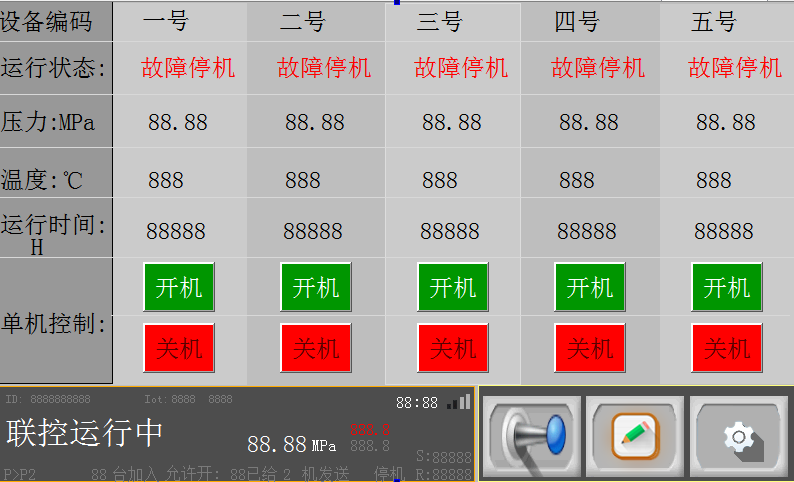 设备编码 一号 二号 三号 四号 五号
运行状态: 故障停机 故障停机 故障停机 故障停机 故障停机
压力:MPa 88.88 88.88 88.88 88.88 88.88
温度:℃ 888 888 888 888 888
运行时间: 88888 88888 88888 88888 88888
H
开机 开机 开机 开机 开机
单机控制:
关机 关机 关机 关机 关机
ID: 8888888888 Iot: 8888 8888 88:88
联控运行中 88.88 MPa 888.8
888.8
S:88888
P>P2 88 台加入 允许开: 88已给 2 机发送 停机 R:88888